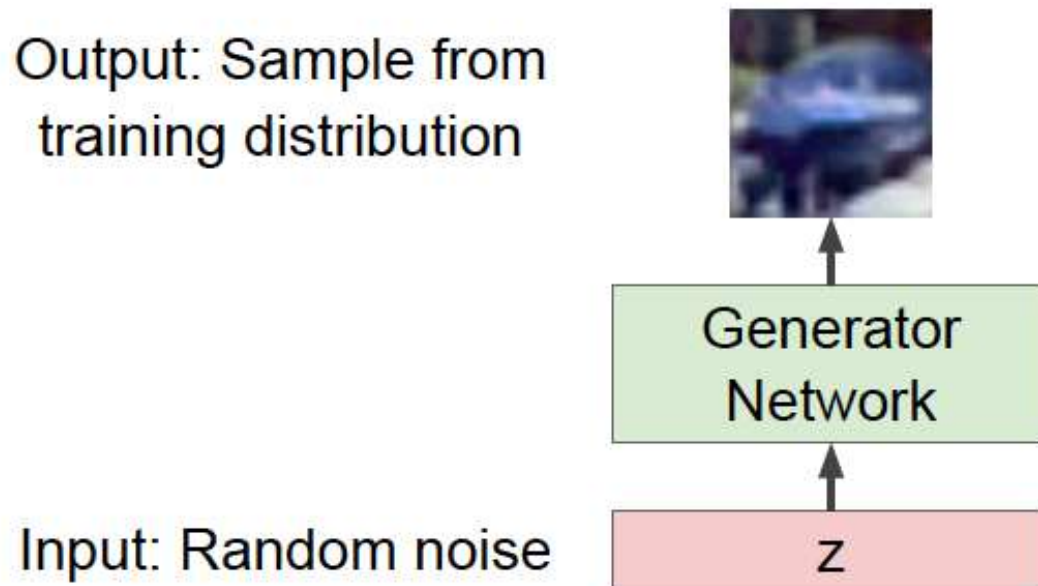 Output: Sample from
training distribution
Generator
Network
Input: Random noise
z